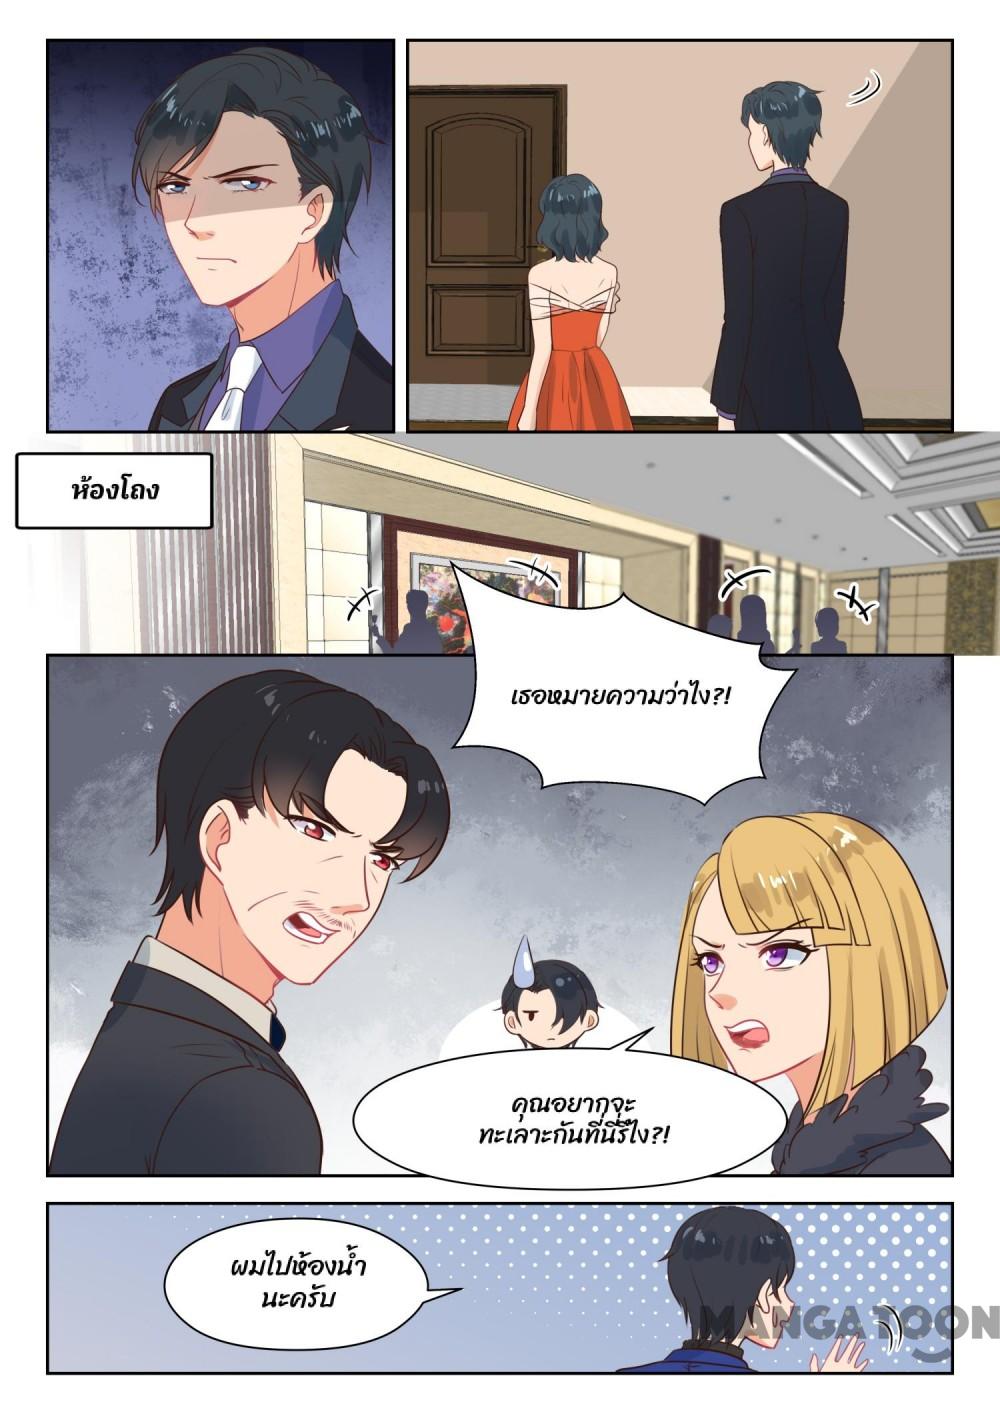 ห้องโถง
เธอหมายความว่าไง?!
คุณอยากจะ
ทะเลาะกันที่นี่รึไง?!
ผมไปห้องน้ำ
นะครับ
MANGATOON